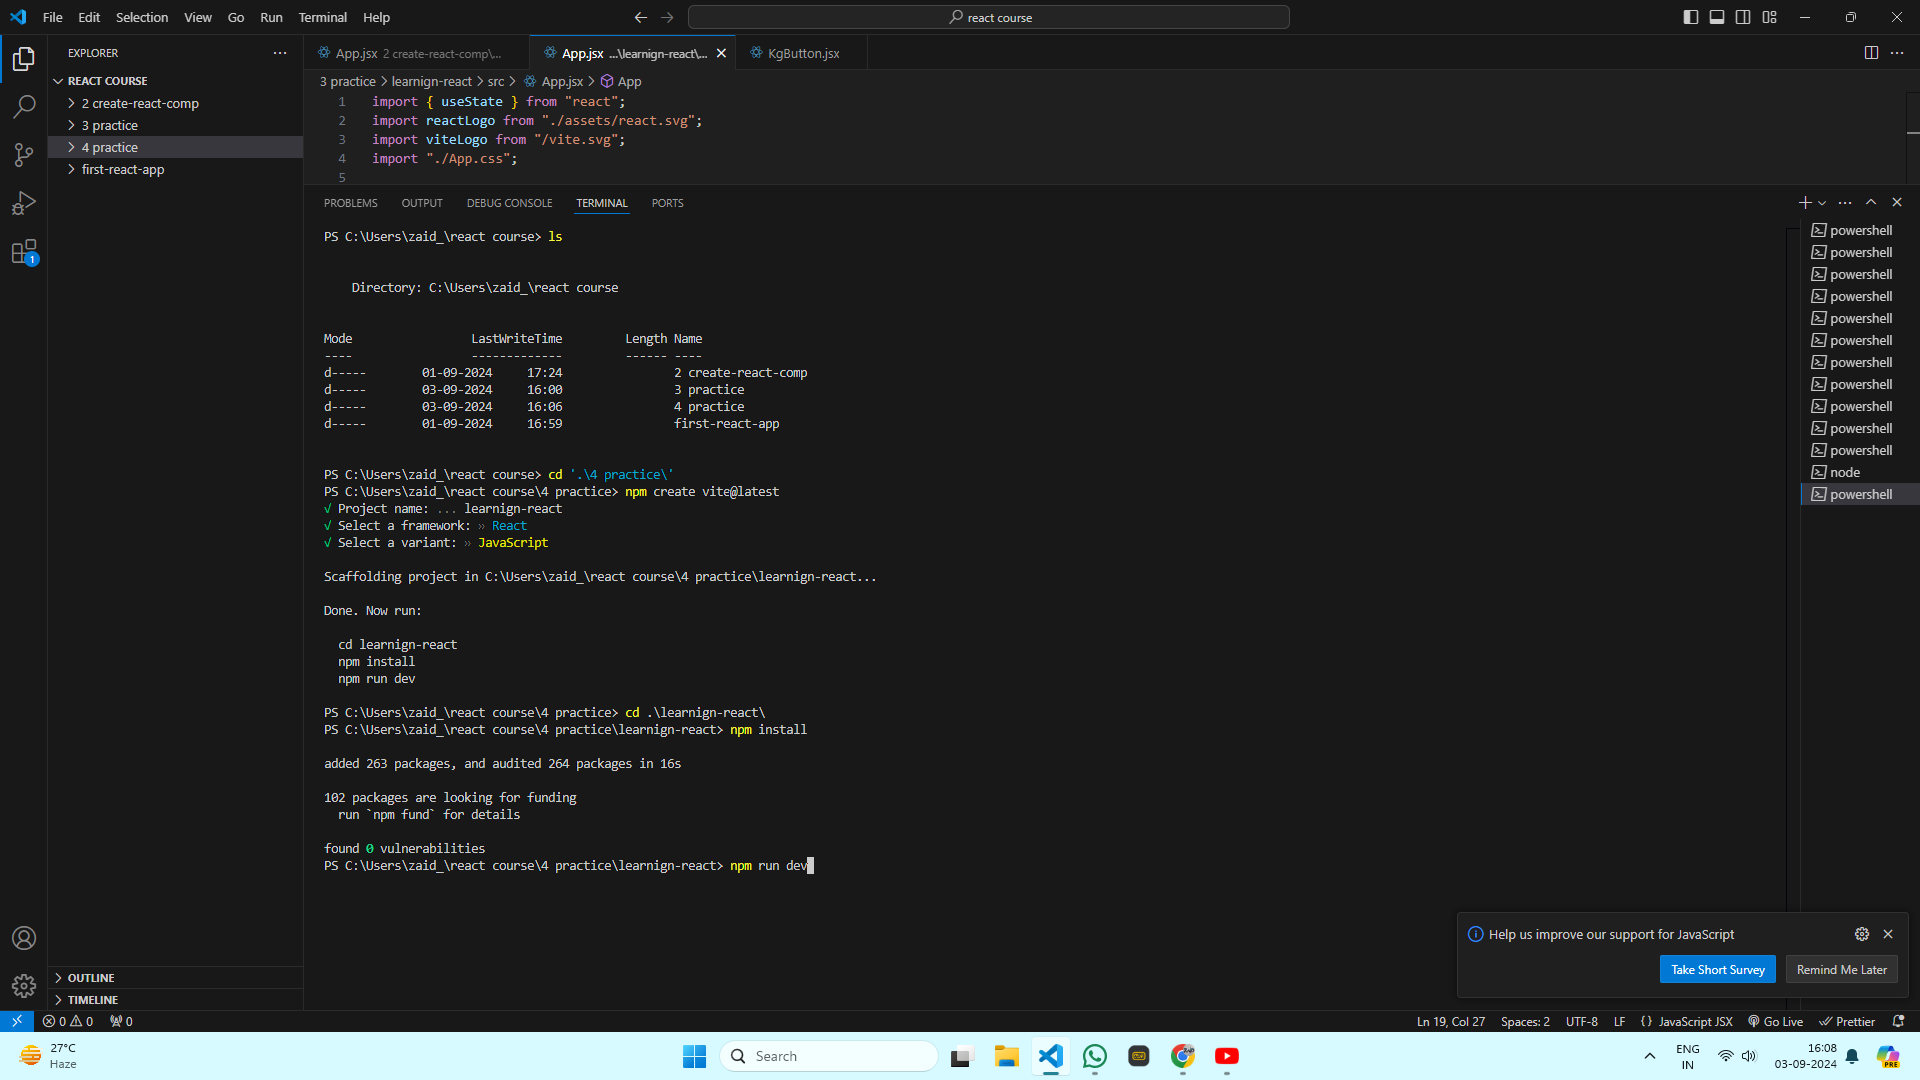 File Edit Selection View Go Run Terminal Help
react course
EXPLORER
App.jsx 2 create-react-comp\...
App.jsx ...\learnign-react\...
KgButton.jsx
REACT COURSE
2 create-react-comp
3 practice
4 practice
first-react-app
3 practice > learnign-react > src > App.jsx > App
1 import { useState } from "react";
2 import reactLogo from "./assets/react.svg";
3 import viteLogo from "/vite.svg";
4 import "./App.css";
5
PROBLEMS OUTPUT DEBUG CONSOLE TERMINAL PORTS
PS C:\Users\zaid_\react course> ls
Directory: C:\Users\zaid_\react course
Mode LastWriteTime Length Name
---- ------------- ------ ----
d----- 01-09-2024 17:24 2 create-react-comp
d----- 03-09-2024 16:00 3 practice
d----- 03-09-2024 16:06 4 practice
d----- 01-09-2024 16:59 first-react-app
PS C:\Users\zaid_\react course> cd '.\4 practice\'
PS C:\Users\zaid_\react course\4 practice> npm create vite@latest
√ Project name: ... learnign-react
√ Select a framework: » React
√ Select a variant: » JavaScript
Scaffolding project in C:\Users\zaid_\react course\4 practice\learnign-react...
Done. Now run:
cd learnign-react
npm install
npm run dev
PS C:\Users\zaid_\react course\4 practice> cd .\learnign-react\
PS C:\Users\zaid_\react course\4 practice\learnign-react> npm install
added 263 packages, and audited 264 packages in 16s
102 packages are looking for funding
run `npm fund` for details
found 0 vulnerabilities
PS C:\Users\zaid_\react course\4 practice\learnign-react> npm run dev
powershell
powershell
powershell
powershell
powershell
powershell
powershell
powershell
powershell
powershell
powershell
node
powershell
1
Help us improve our support for JavaScript
Take Short Survey Remind Me Later
OUTLINE
TIMELINE
0 0 0
Ln 19, Col 27 Spaces: 2 UTF-8 LF {} JavaScript JSX Go Live Prettier
27°C
Haze
Search
ENG
IN
16:08
03-09-2024
PRE